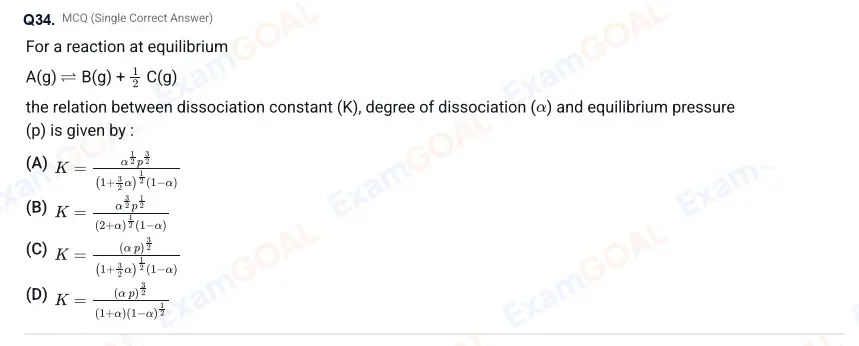 Q34. MCQ (Single Correct Answer)
For a reaction at equilibrium
A(g) ⇌ B(g) + 1/2 C(g)
the relation between dissociation constant (K), degree of dissociation (α) and equilibrium pressure
(p) is given by :
(A) K = α^(1/2) p^(3/2) / ((1+3/2 α)^(1/2) (1−α))
(B) K = α^(3/2) p^(1/2) / ((2+α)^(1/2) (1−α))
(C) K = (α p)^(3/2) / ((1+3/2 α)^(1/2) (1−α))
(D) K = (α p)^(3/2) / ((1+α)(1−α)^(1/2))
ExamGOAL